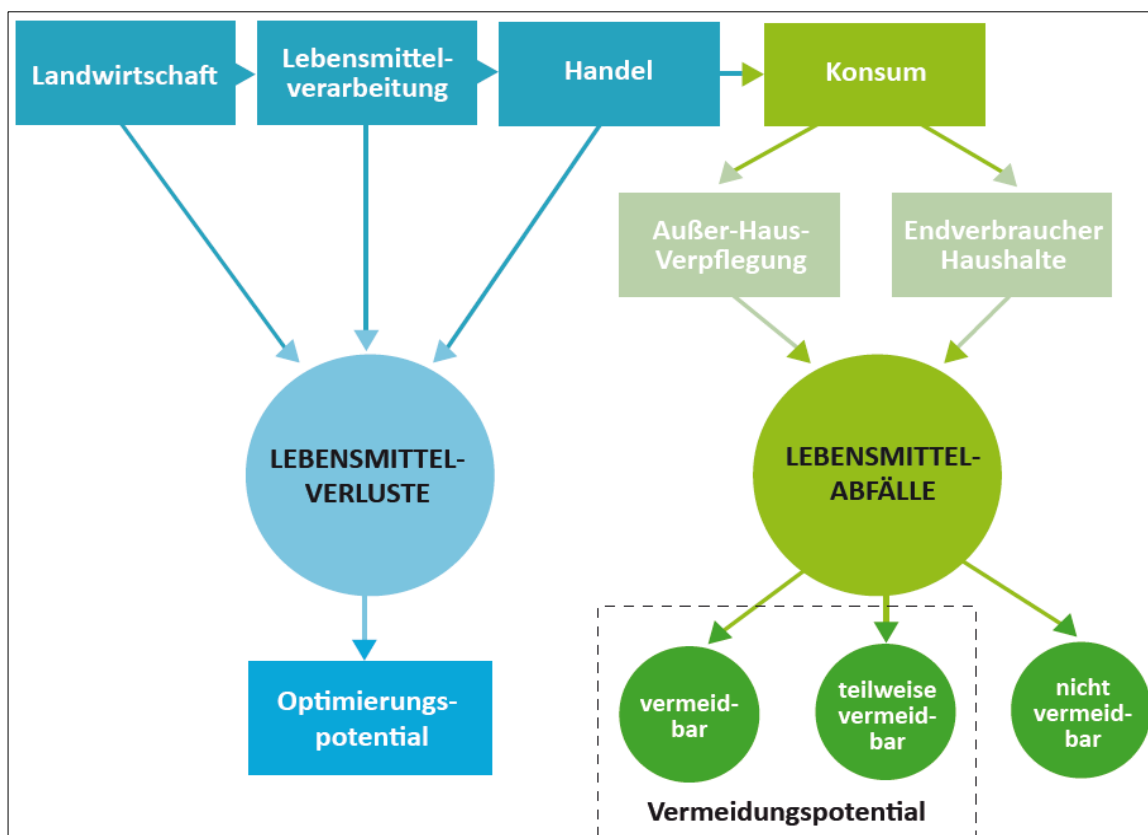 Landwirtschaft
Lebensmittel-
verarbeitung
Handel
Konsum
Außer-Haus-
Verpflegung
Endverbraucher
Haushalte
LEBENSMITTEL-
VERLUSTE
LEBENSMITTEL-
ABFÄLLE
Optimierungs-
potential
vermeid-
bar
teilweise
vermeid-
bar
nicht
vermeid-
bar
Vermeidungspotential